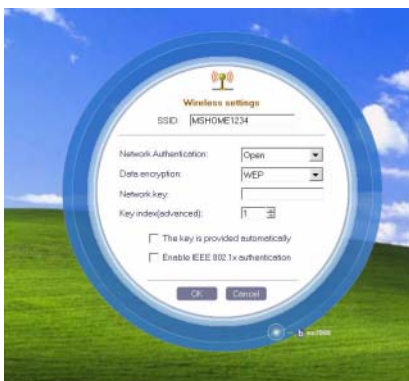 Wireless settings
SSID: MSHOME1234
Network Authentication: Open
Data encryption: WEP
Network key:
Key index(advanced): 1
The key is provided automatically
Enable IEEE 802.1x authentication
OK Cancel